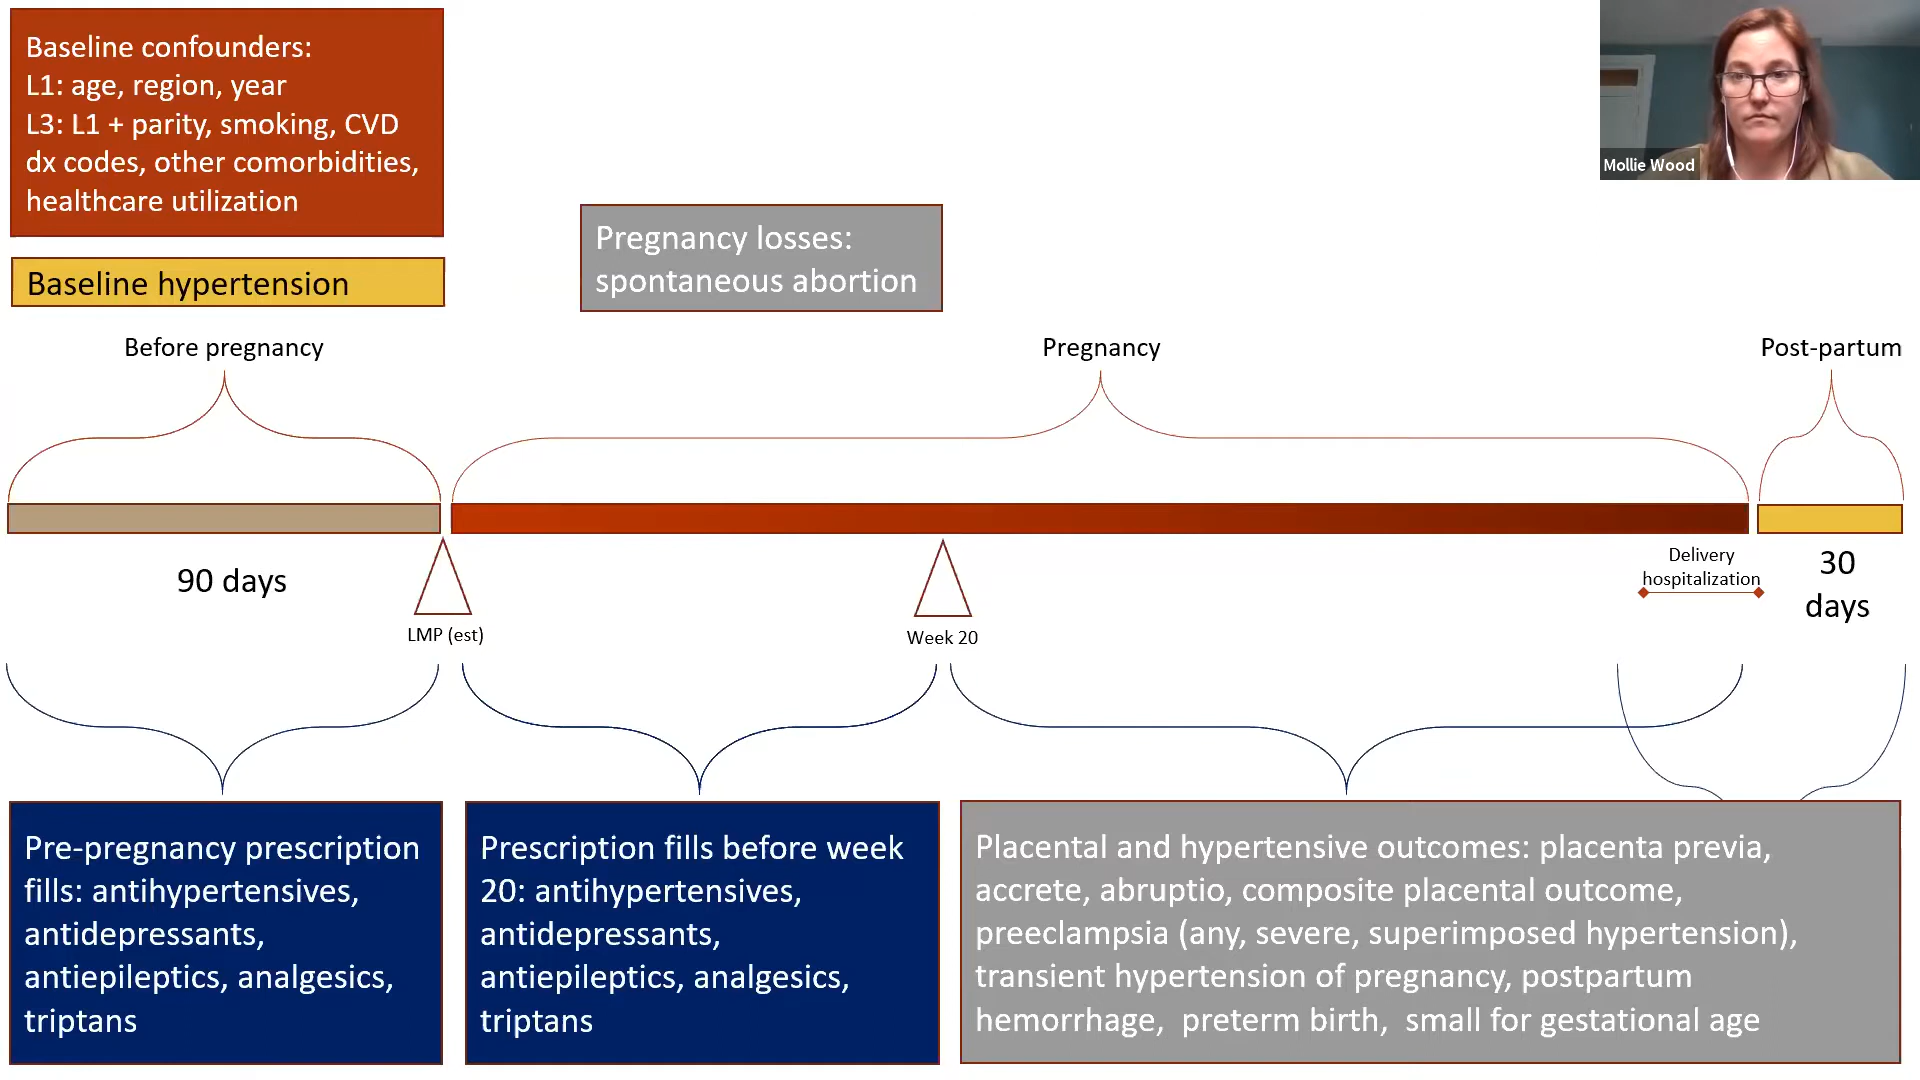 Baseline confounders:
L1: age, region, year
L3: L1 + parity, smoking, CVD
dx codes, other comorbidities,
healthcare utilization
Mollie Wood
Baseline hypertension
Pregnancy losses:
spontaneous abortion
Before pregnancy
Pregnancy
Post-partum
90 days
LMP (est)
Week 20
Delivery
hospitalization
30
days
Pre-pregnancy prescription
fills: antihypertensives,
antidepressants,
antiepileptics, analgesics,
triptans
Prescription fills before week
20: antihypertensives,
antidepressants,
antiepileptics, analgesics,
triptans
Placental and hypertensive outcomes: placenta previa,
accrete, abruptio, composite placental outcome,
preeclampsia (any, severe, superimposed hypertension),
transient hypertension of pregnancy, postpartum
hemorrhage, preterm birth, small for gestational age